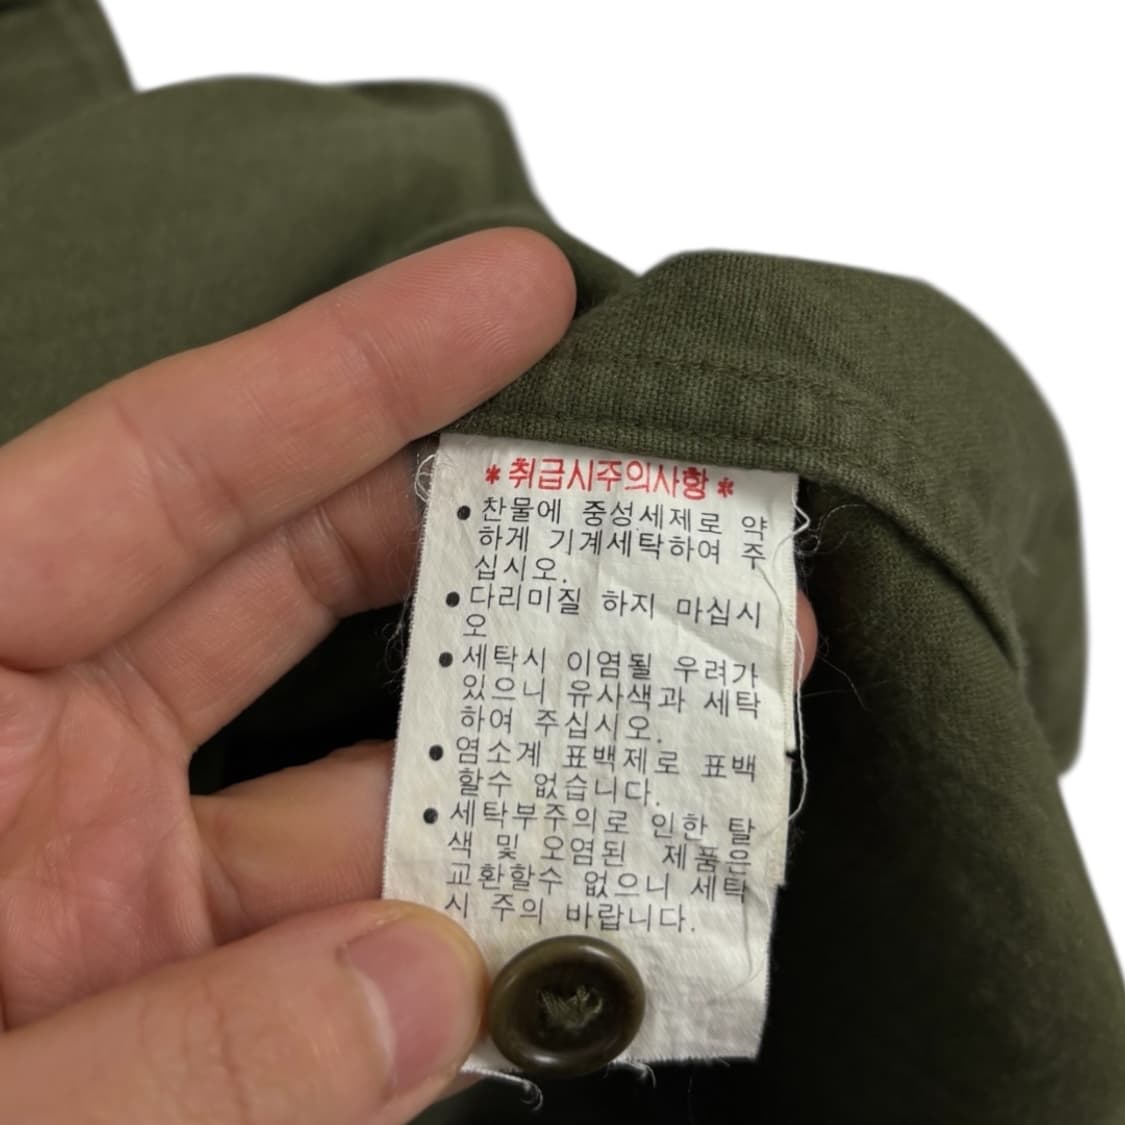 * 취급시주의사항 *
● 찬물에 중성세제로 약
하게 기계세탁하여 주
십시오.
● 다리미질 하지 마십시
오
● 세탁시 이염될 우려가
있으니 유사색과 세탁
하여 주십시오.
● 염소계 표백제로 표백
할수 없습니다.
● 세탁부주의로 인한 탈
색 및 오염된 제품은
교환할수 없으니 세탁
시 주의 바랍니다.